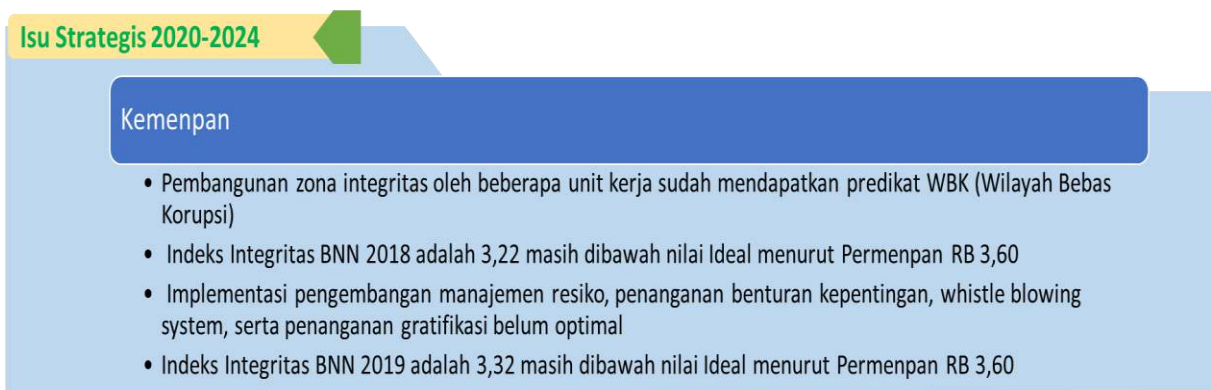 Isu Strategis 2020-2024
Kemenpan
• Pembangunan zona integritas oleh beberapa unit kerja sudah mendapatkan predikat WBK (Wilayah Bebas
Korupsi)
• Indeks Integritas BNN 2018 adalah 3,22 masih dibawah nilai Ideal menurut Permenpan RB 3,60
• Implementasi pengembangan manajemen resiko, penanganan benturan kepentingan, whistle blowing
system, serta penanganan gratifikasi belum optimal
• Indeks Integritas BNN 2019 adalah 3,32 masih dibawah nilai Ideal menurut Permenpan RB 3,60